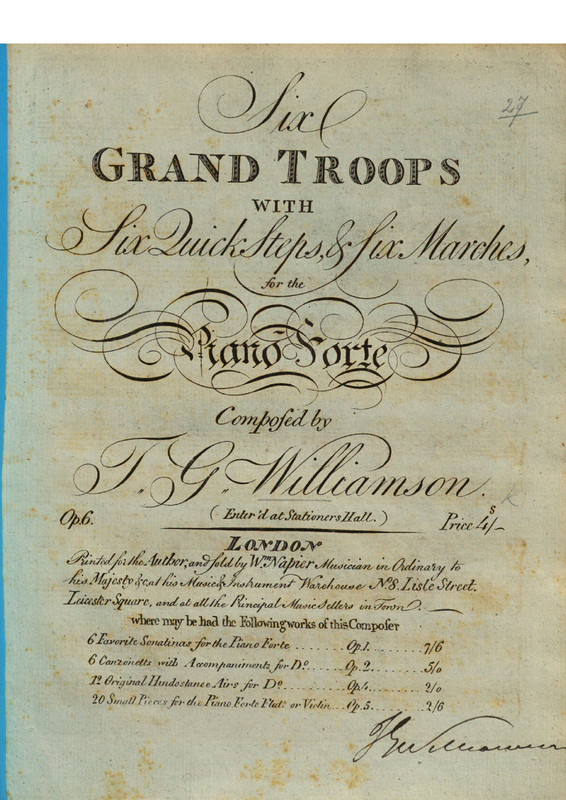 27
Six
GRAND TROOPS
WITH
Six Quick Steps, & Six Marches,
for the
Piano Forte
Composed by
T. G. Williamson.
(Enter'd at Stationers Hall.)
Op. 6.
Price 4s/-
LONDON
Printed for the Author, and sold by Wm. Napier Musician in Ordinary to
his Majesty &c. at his Music & Instrument Warehouse No. 8. Lisle Street.
Leicester Square, and at all the Principal Music Sellers in Town.
where may be had the Following works of this Composer
6 Favorite Sonatinas for the Piano Forte ........ Op. 1. ........ 7/6
6 Canzonetts with Accompaniments for Do. ........ Op. 2. ........ 5/0
12 Original Hindostanee Airs for Do. ........ Op. 4. ........ 2/0
20 Small Pieces for the Piano Forte Flute or Violin ... Op. 5. ........ 2/6
TGWilliamson